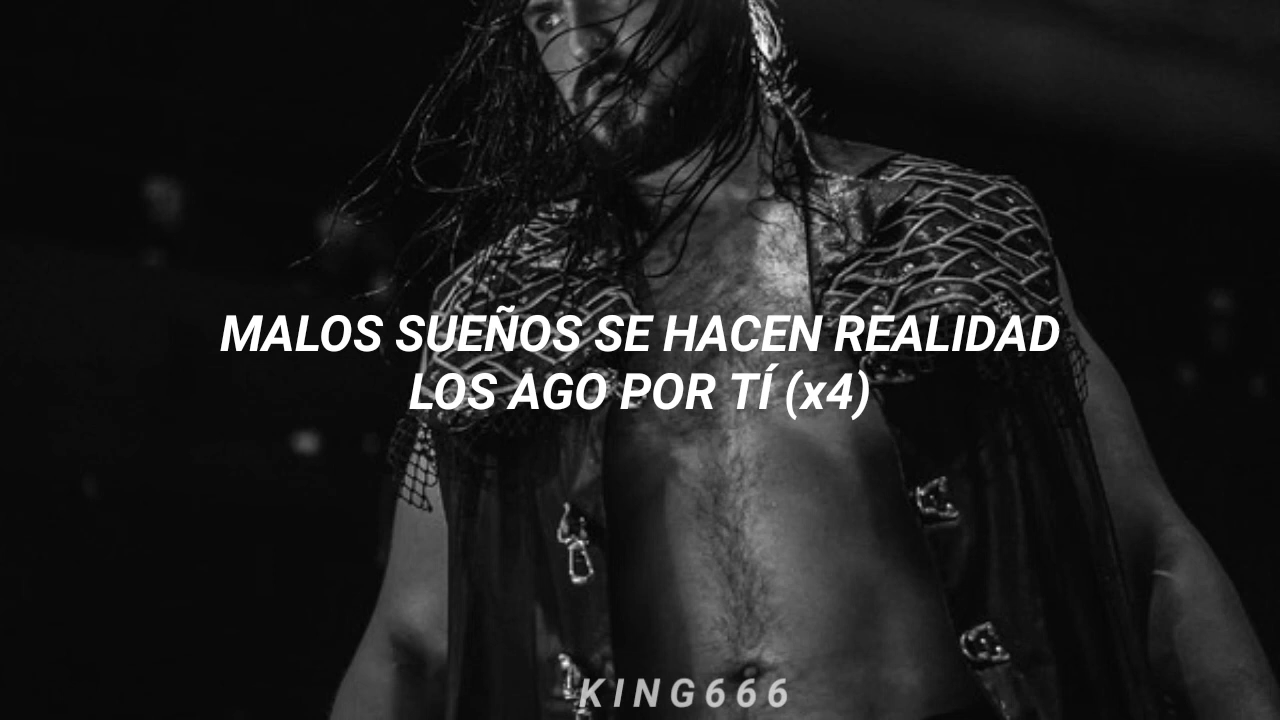 MALOS SUEÑOS SE HACEN REALIDAD
LOS AGO POR TÍ (x4)
KING666